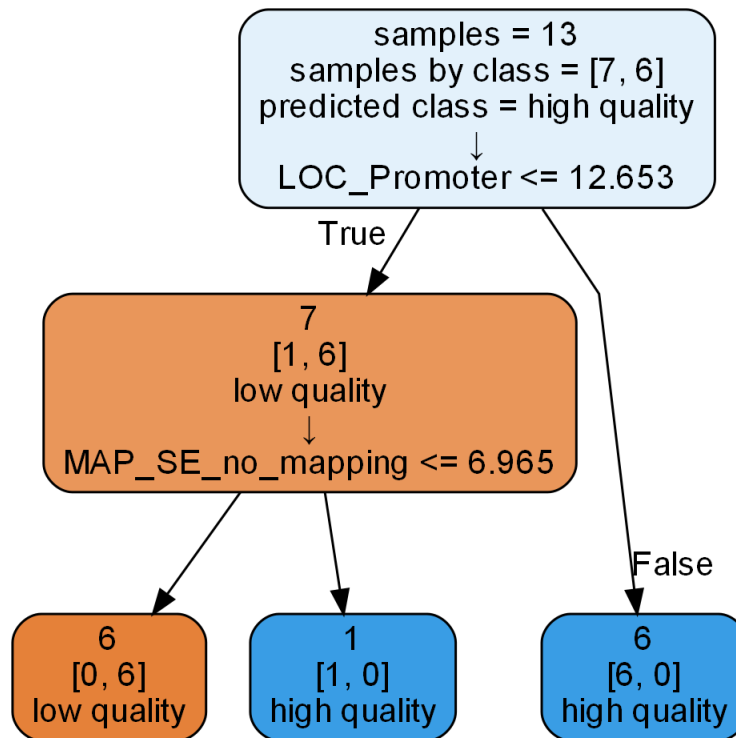 samples = 13
samples by class = [7, 6]
predicted class = high quality
↓
LOC_Promoter <= 12.653
True
7
[1, 6]
low quality
↓
MAP_SE_no_mapping <= 6.965
False
6
[0, 6]
low quality
1
[1, 0]
high quality
6
[6, 0]
high quality